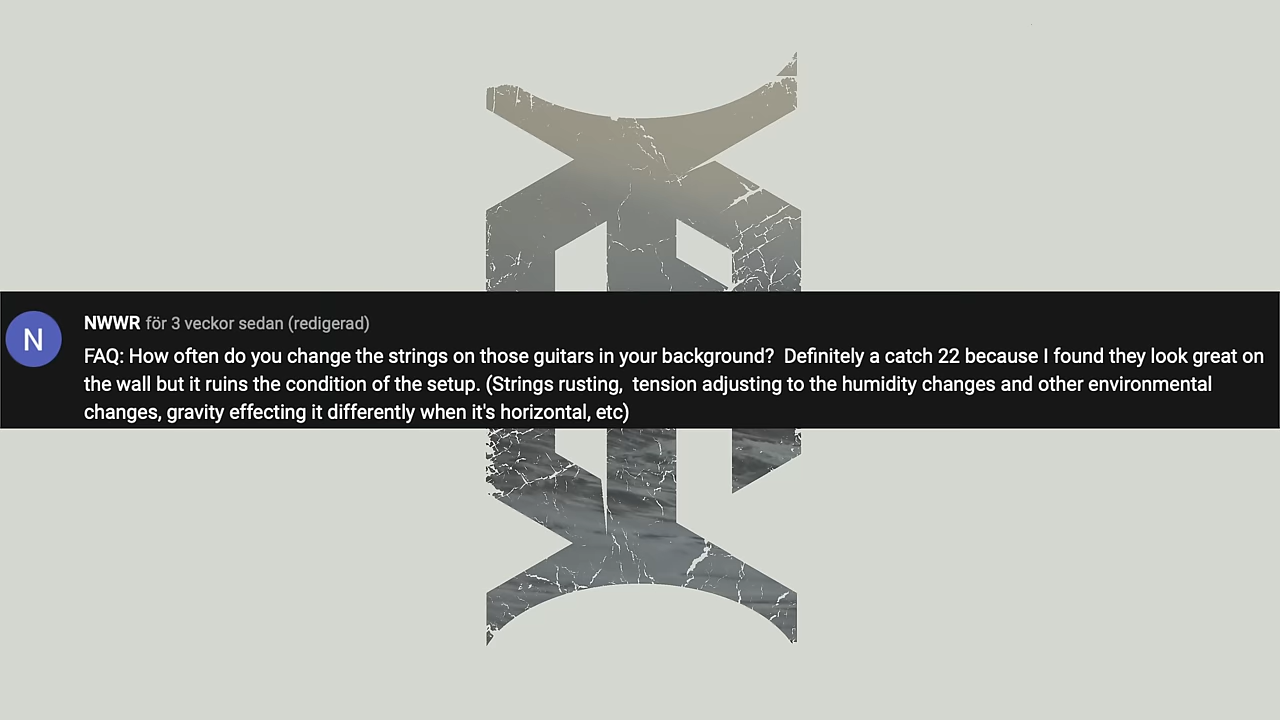 N
NWWR för 3 veckor sedan (redigerad)
FAQ: How often do you change the strings on those guitars in your background?  Definitely a catch 22 because I found they look great on
the wall but it ruins the condition of the setup. (Strings rusting,  tension adjusting to the humidity changes and other environmental
changes, gravity effecting it differently when it's horizontal, etc)